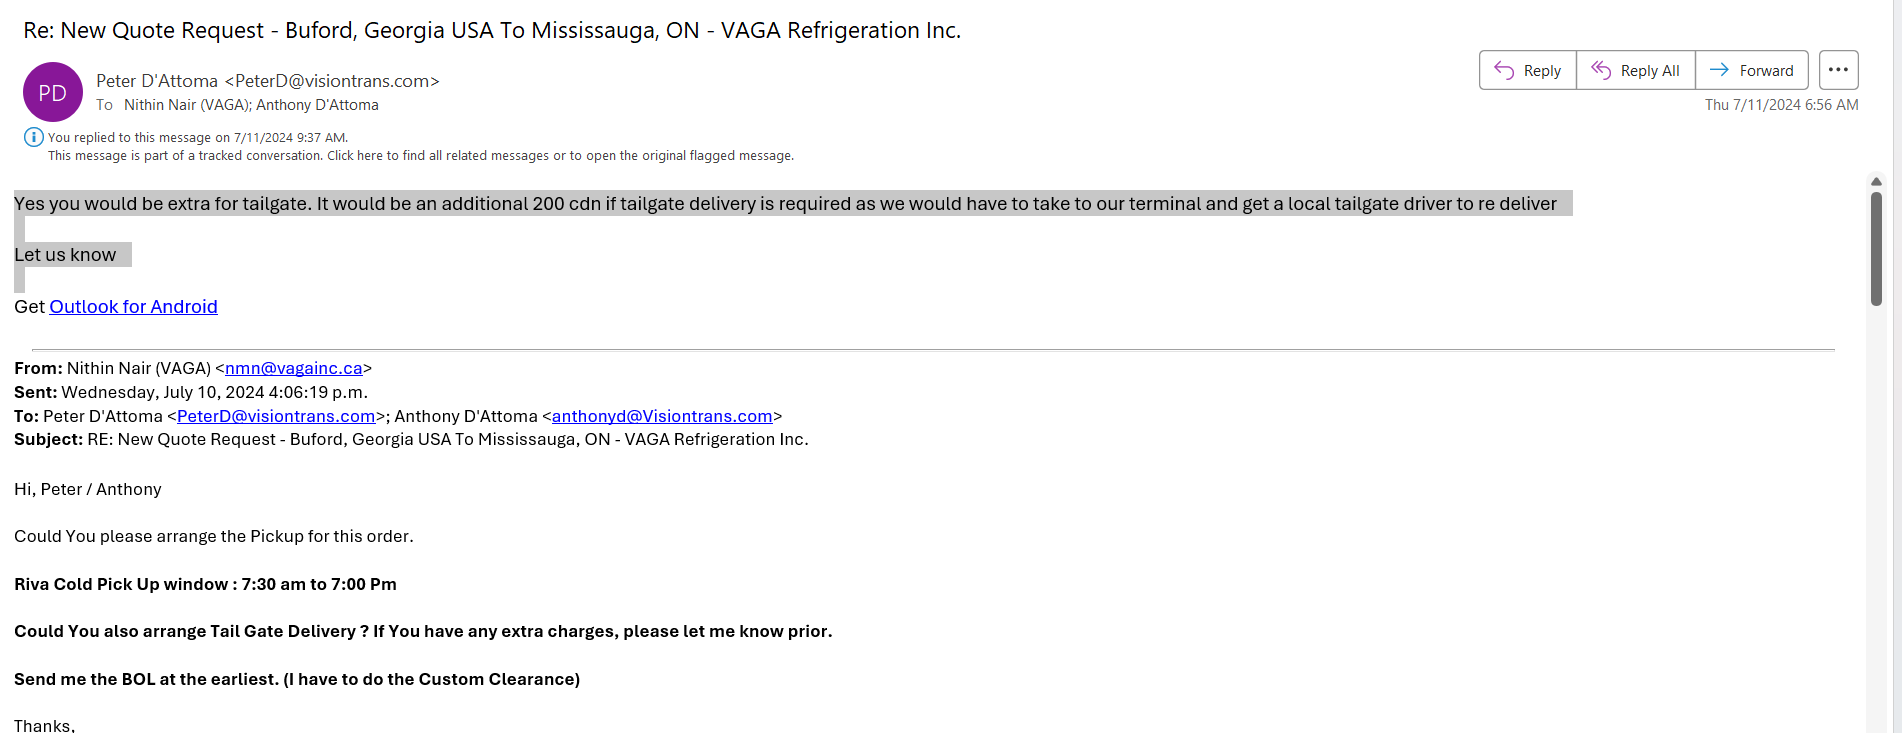 Re: New Quote Request - Buford, Georgia USA To Mississauga, ON - VAGA Refrigeration Inc.
PD
Peter D'Attoma <PeterD@visiontrans.com>
To Nithin Nair (VAGA); Anthony D'Attoma
Reply
Reply All
Forward
Thu 7/11/2024 6:56 AM
You replied to this message on 7/11/2024 9:37 AM.
This message is part of a tracked conversation. Click here to find all related messages or to open the original flagged message.
Yes you would be extra for tailgate. It would be an additional 200 cdn if tailgate delivery is required as we would have to take to our terminal and get a local tailgate driver to re deliver
Let us know
Get Outlook for Android
From: Nithin Nair (VAGA) <nmn@vagainc.ca>
Sent: Wednesday, July 10, 2024 4:06:19 p.m.
To: Peter D'Attoma <PeterD@visiontrans.com>; Anthony D'Attoma <anthonyd@Visiontrans.com>
Subject: RE: New Quote Request - Buford, Georgia USA To Mississauga, ON - VAGA Refrigeration Inc.
Hi, Peter / Anthony
Could You please arrange the Pickup for this order.
Riva Cold Pick Up window : 7:30 am to 7:00 Pm
Could You also arrange Tail Gate Delivery ? If You have any extra charges, please let me know prior.
Send me the BOL at the earliest. (I have to do the Custom Clearance)
Thanks,